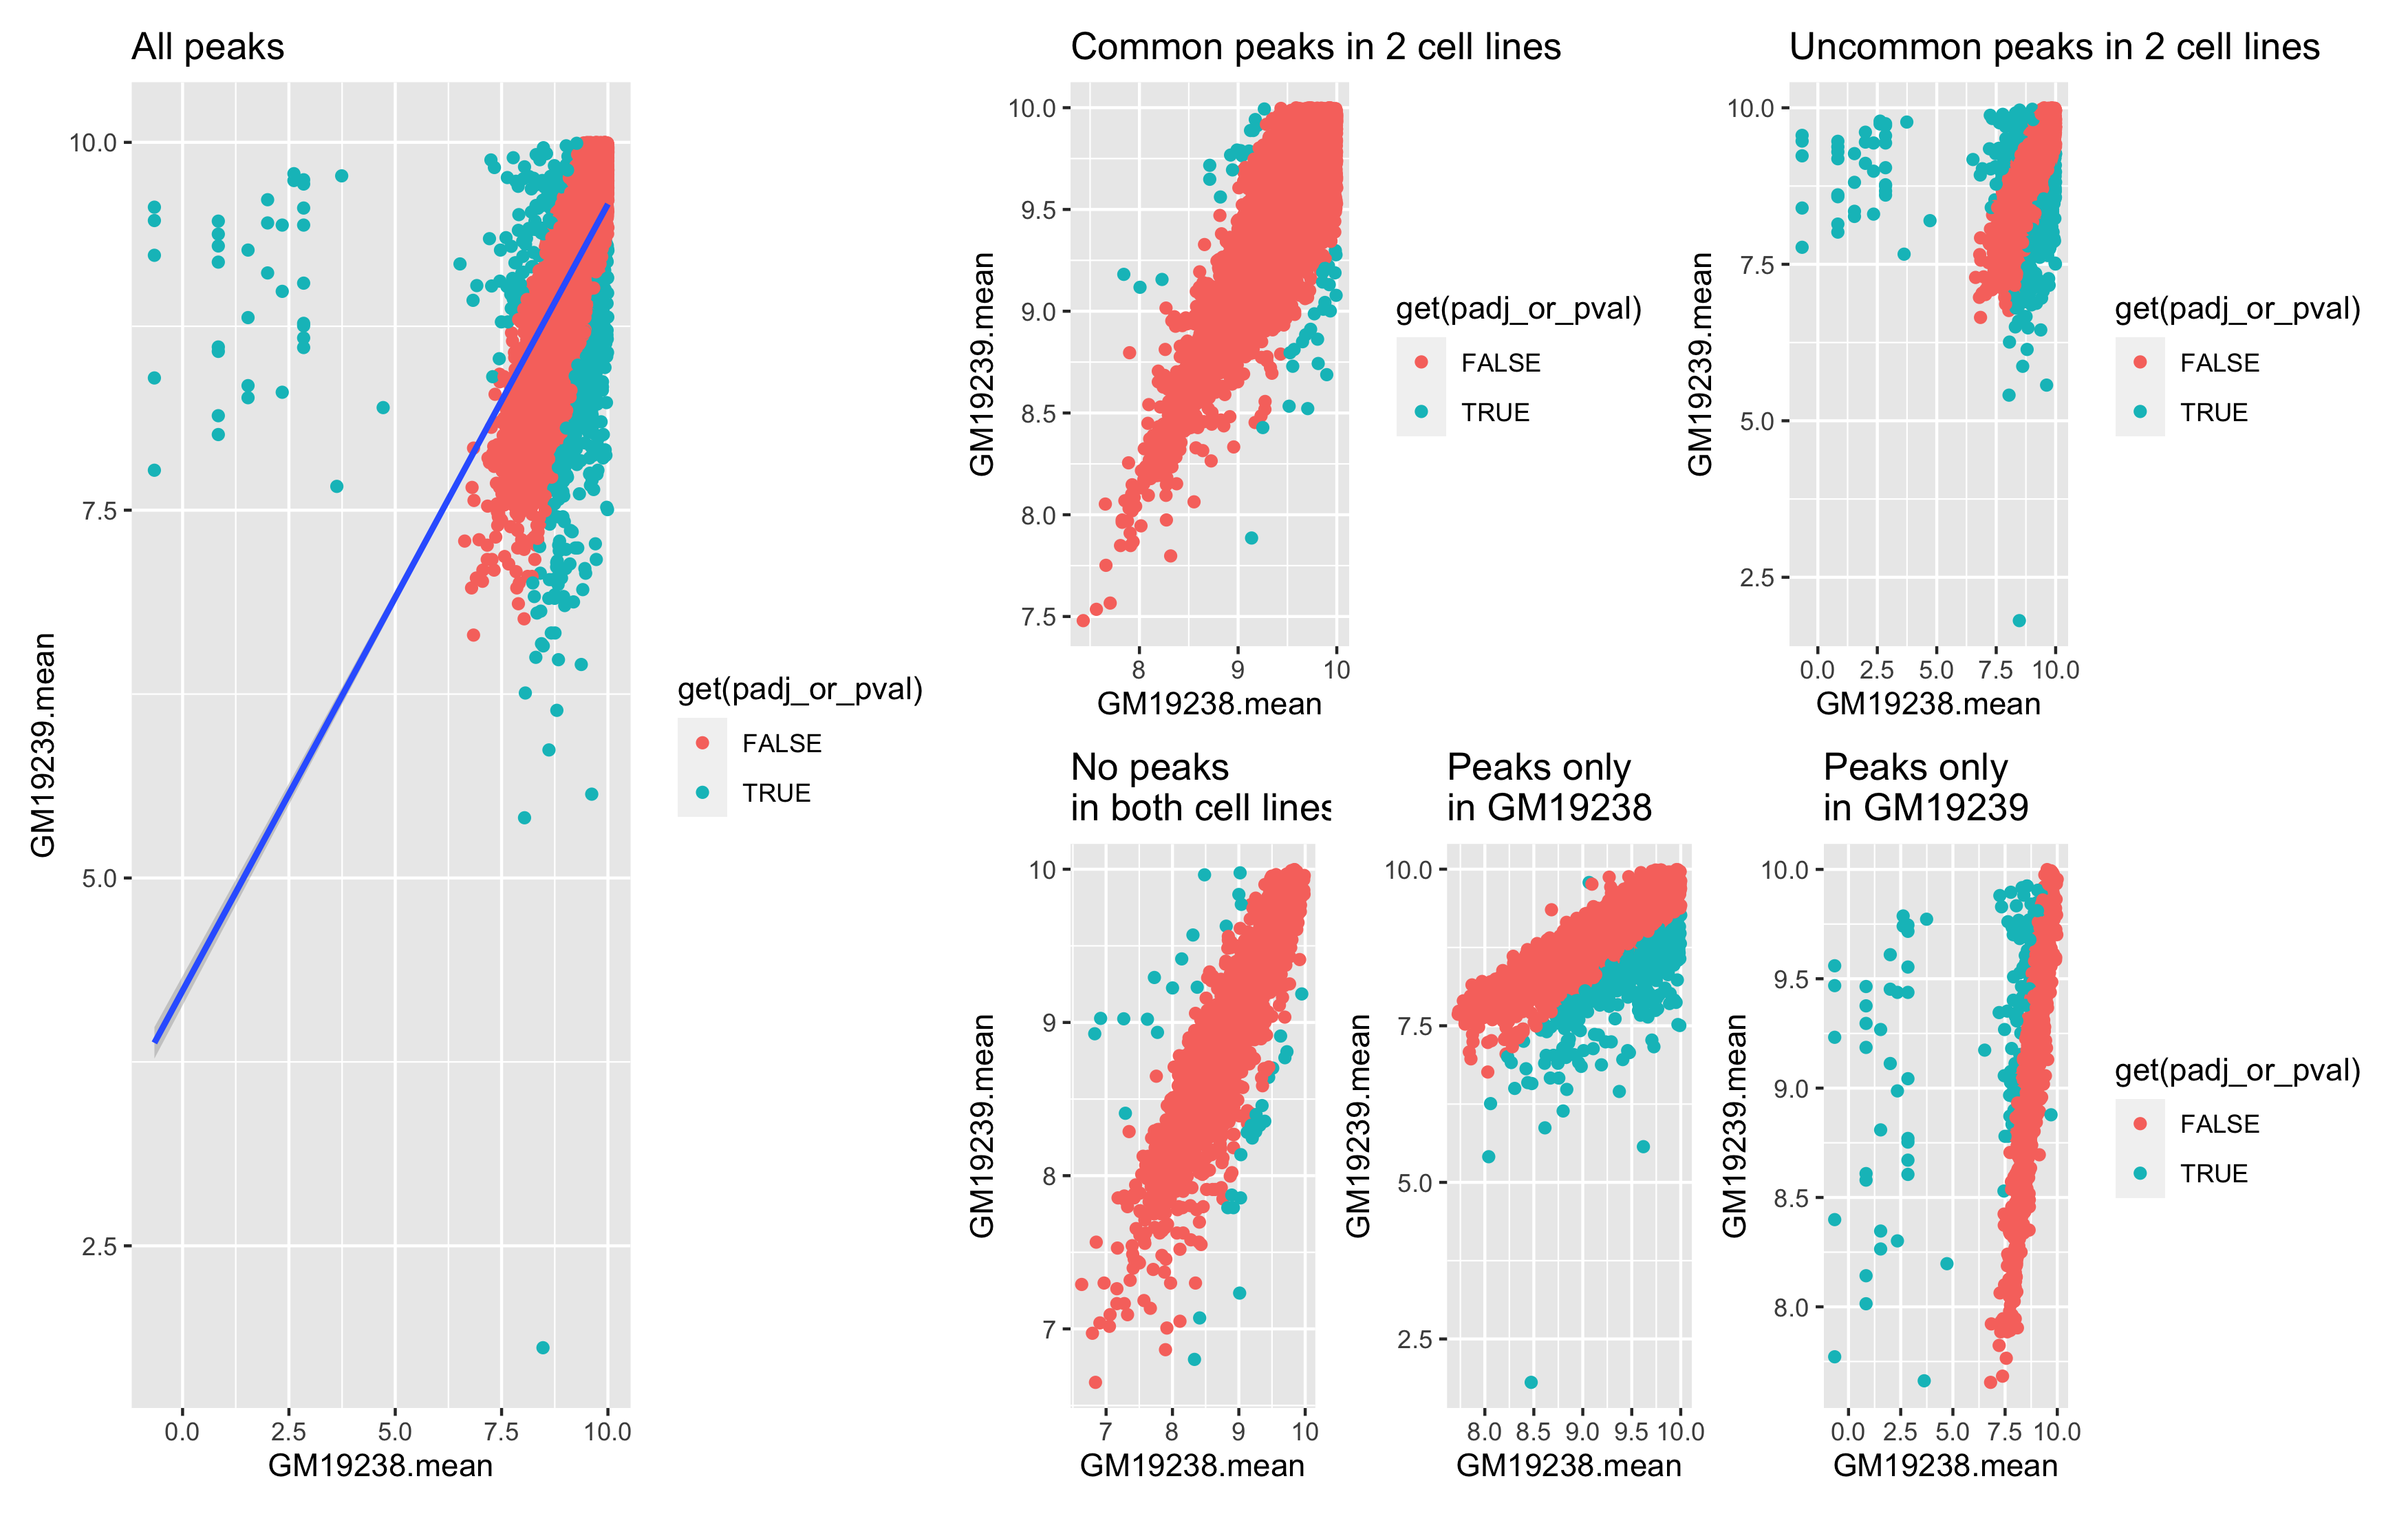 All peaks
10.0
7.5
5.0
2.5
0.0 2.5 5.0 7.5 10.0
GM19238.mean
GM19239.mean
get(padj_or_pval)
FALSE
TRUE
Common peaks in 2 cell lines
10.0
9.5
9.0
8.5
8.0
7.5
8 9 10
GM19238.mean
GM19239.mean
get(padj_or_pval)
FALSE
TRUE
Uncommon peaks in 2 cell lines
10.0
7.5
5.0
2.5
0.0 2.5 5.0 7.5 10.0
GM19238.mean
GM19239.mean
get(padj_or_pval)
FALSE
TRUE
No peaks
in both cell lines
10
9
8
7
7 8 9 10
GM19238.mean
GM19239.mean
Peaks only
in GM19238
10.0
7.5
5.0
2.5
8.0 8.5 9.0 9.5 10.0
GM19238.mean
GM19239.mean
Peaks only
in GM19239
10.0
9.5
9.0
8.5
8.0
0.0 2.5 5.0 7.5 10.0
GM19238.mean
GM19239.mean
get(padj_or_pval)
FALSE
TRUE